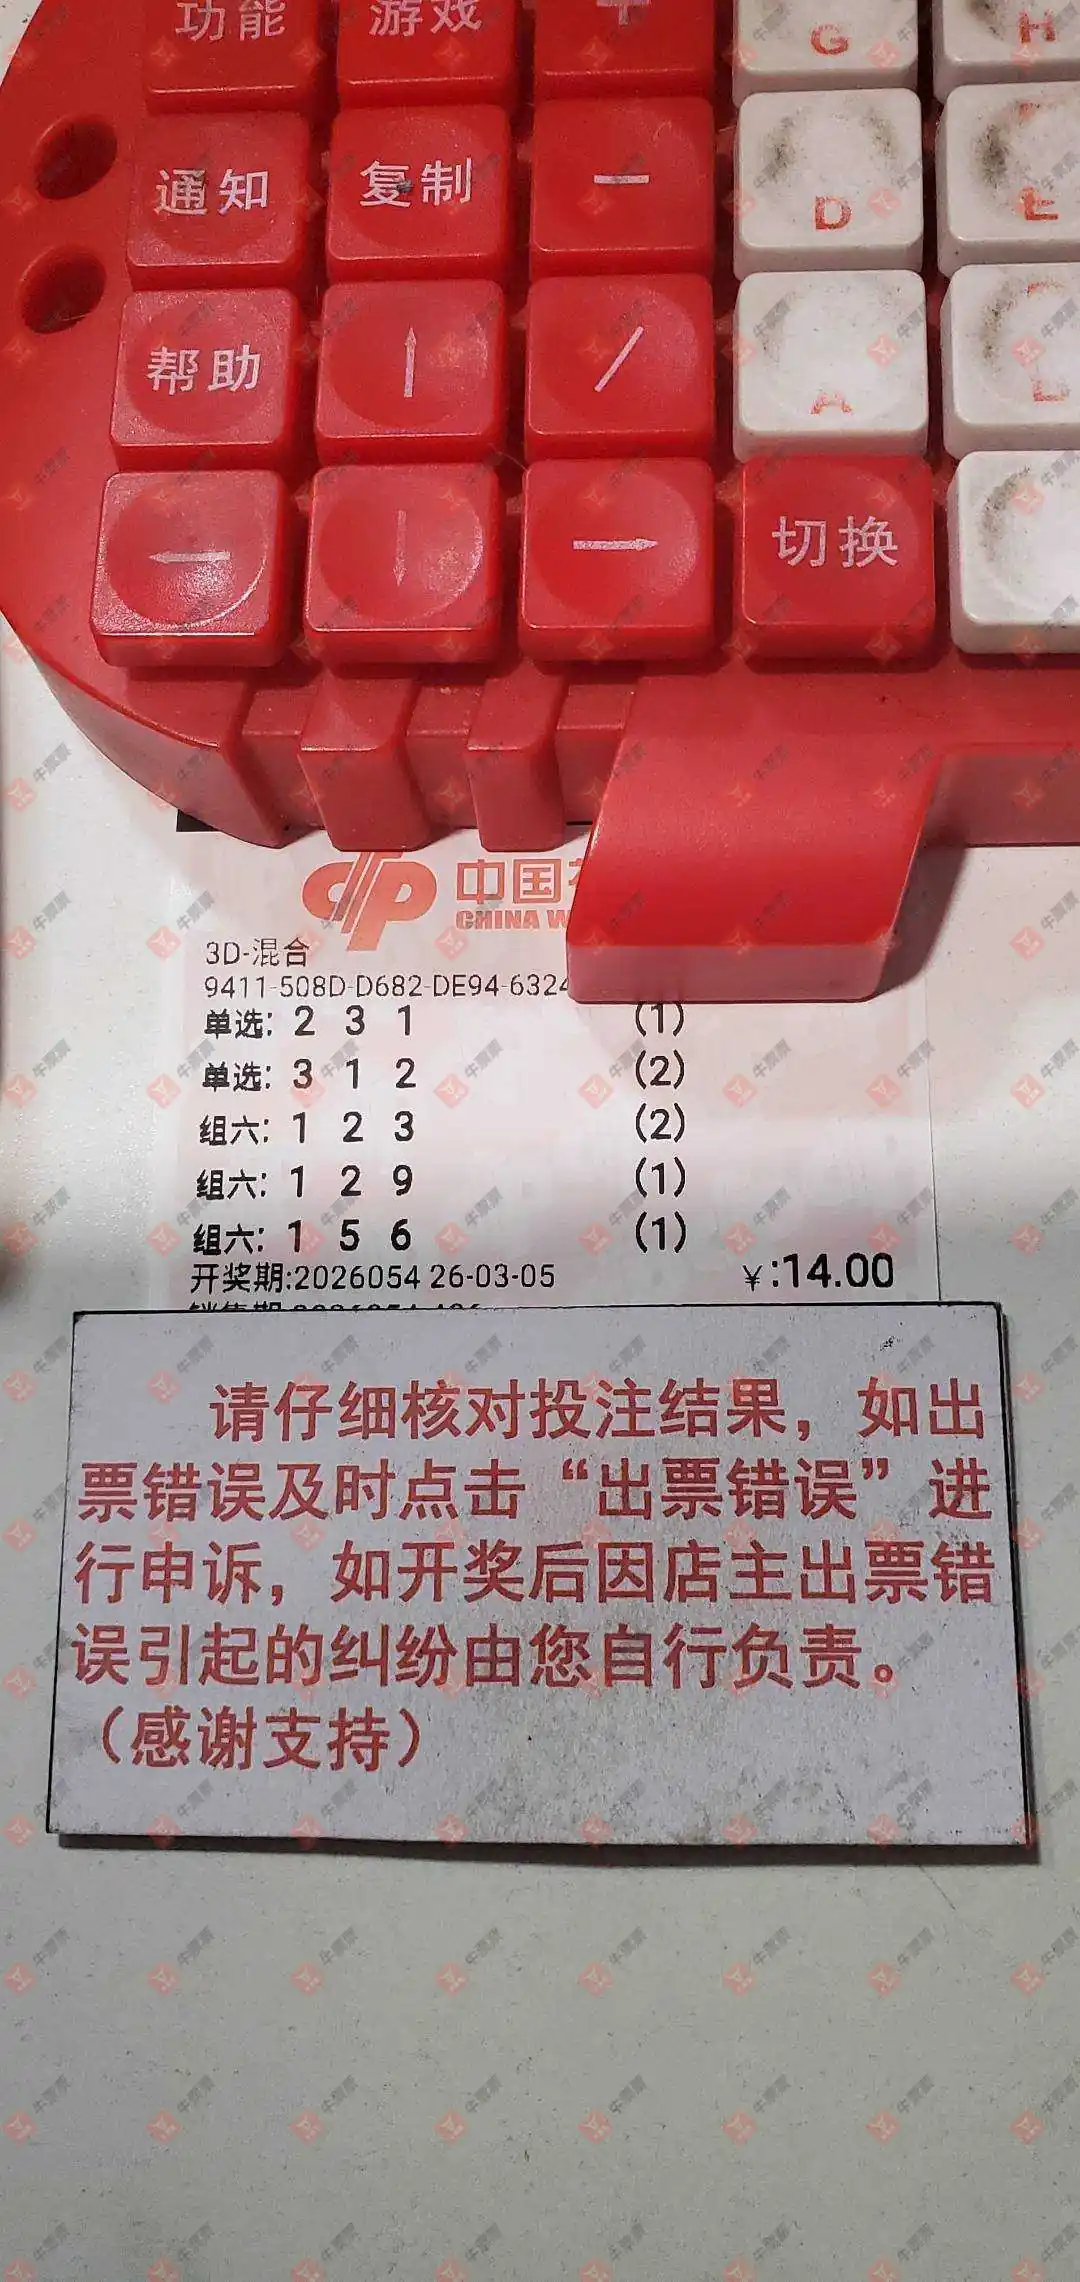 功能 游戏 + G H
通知 复制 — D E
帮助 ↑ / A
← ↓ → 切换
中国
CHINA W
3D-混合
9411-508D-D682-DE94-6324
单选: 2 3 1 (1)
单选: 3 1 2 (2)
组六: 1 2 3 (2)
组六: 1 2 9 (1)
组六: 1 5 6 (1)
开奖期:2026054 26-03-05 ¥:14.00
请仔细核对投注结果，如出
票错误及时点击“出票错误”进
行申诉，如开奖后因店主出票错
误引起的纠纷由您自行负责。
（感谢支持）
牛票票